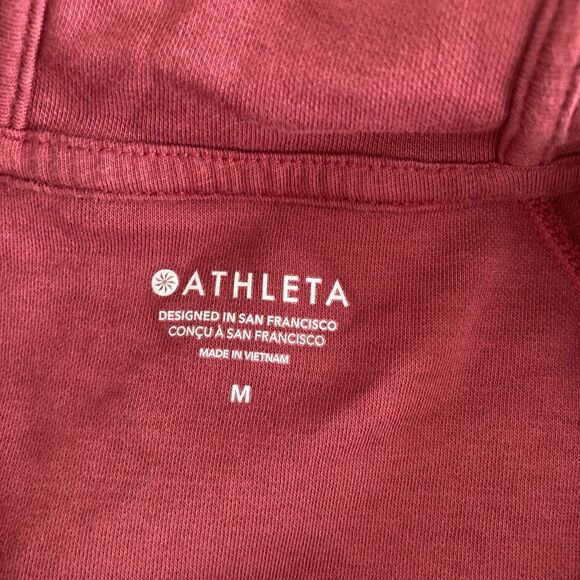 ATHLETA
DESIGNED IN SAN FRANCISCO
CONÇU À SAN FRANCISCO
MADE IN VIETNAM
M